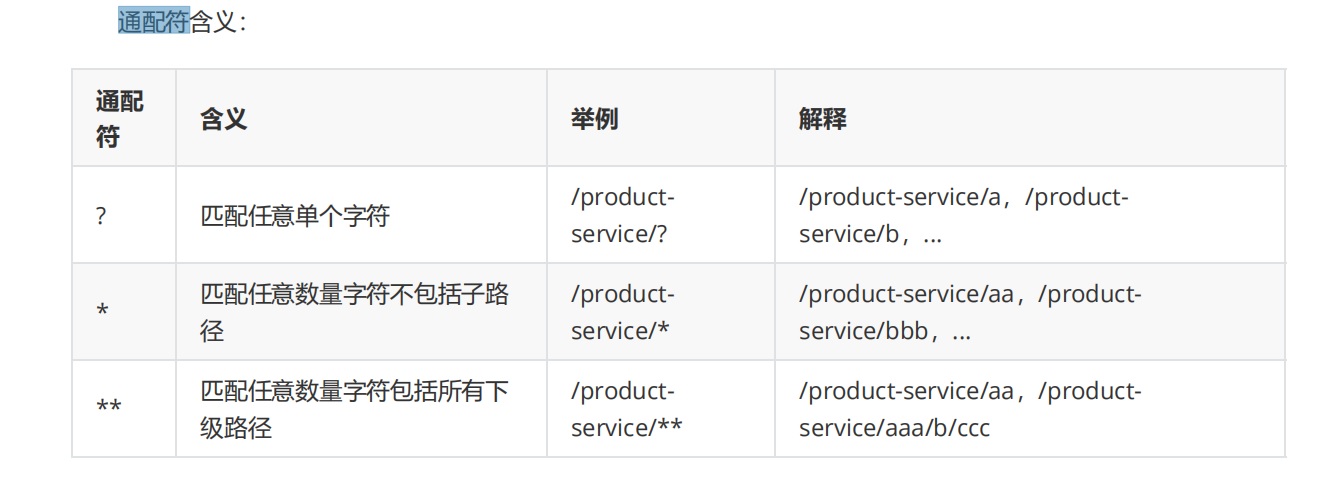 通配符含义：
通配
符
含义
举例
解释
?
匹配任意单个字符
/product-
service/?
/product-service/a，/product-
service/b，...
*
匹配任意数量字符不包括子路
径
/product-
service/*
/product-service/aa，/product-
service/bbb，...
**
匹配任意数量字符包括所有下
级路径
/product-
service/**
/product-service/aa，/product-
service/aaa/b/ccc